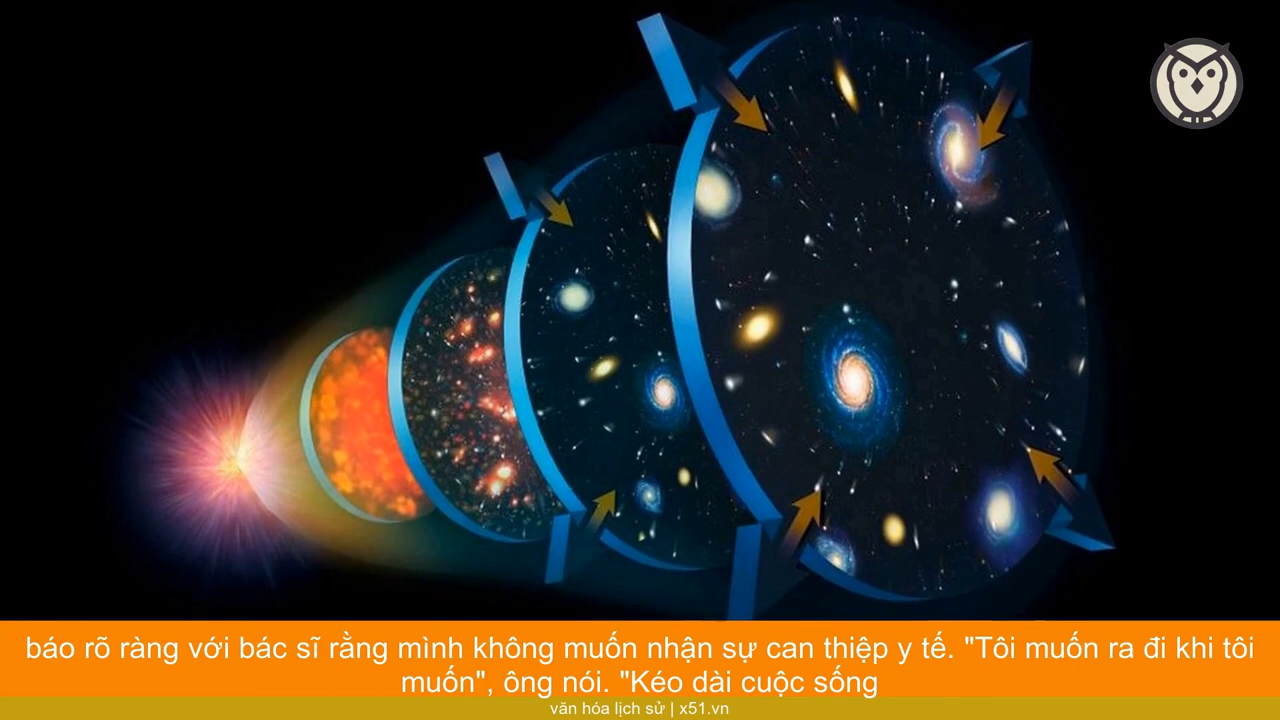 báo rõ ràng với bác sĩ rằng mình không muốn nhận sự can thiệp y tế. "Tôi muốn ra đi khi tôi
muốn", ông nói. "Kéo dài cuộc sống
văn hóa lịch sử | x51.vn